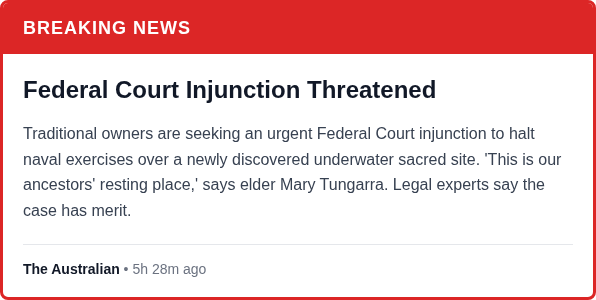 BREAKING NEWS
Federal Court Injunction Threatened
Traditional owners are seeking an urgent Federal Court injunction to halt
naval exercises over a newly discovered underwater sacred site. 'This is our
ancestors' resting place,' says elder Mary Tungarra. Legal experts say the
case has merit.
The Australian • 5h 28m ago